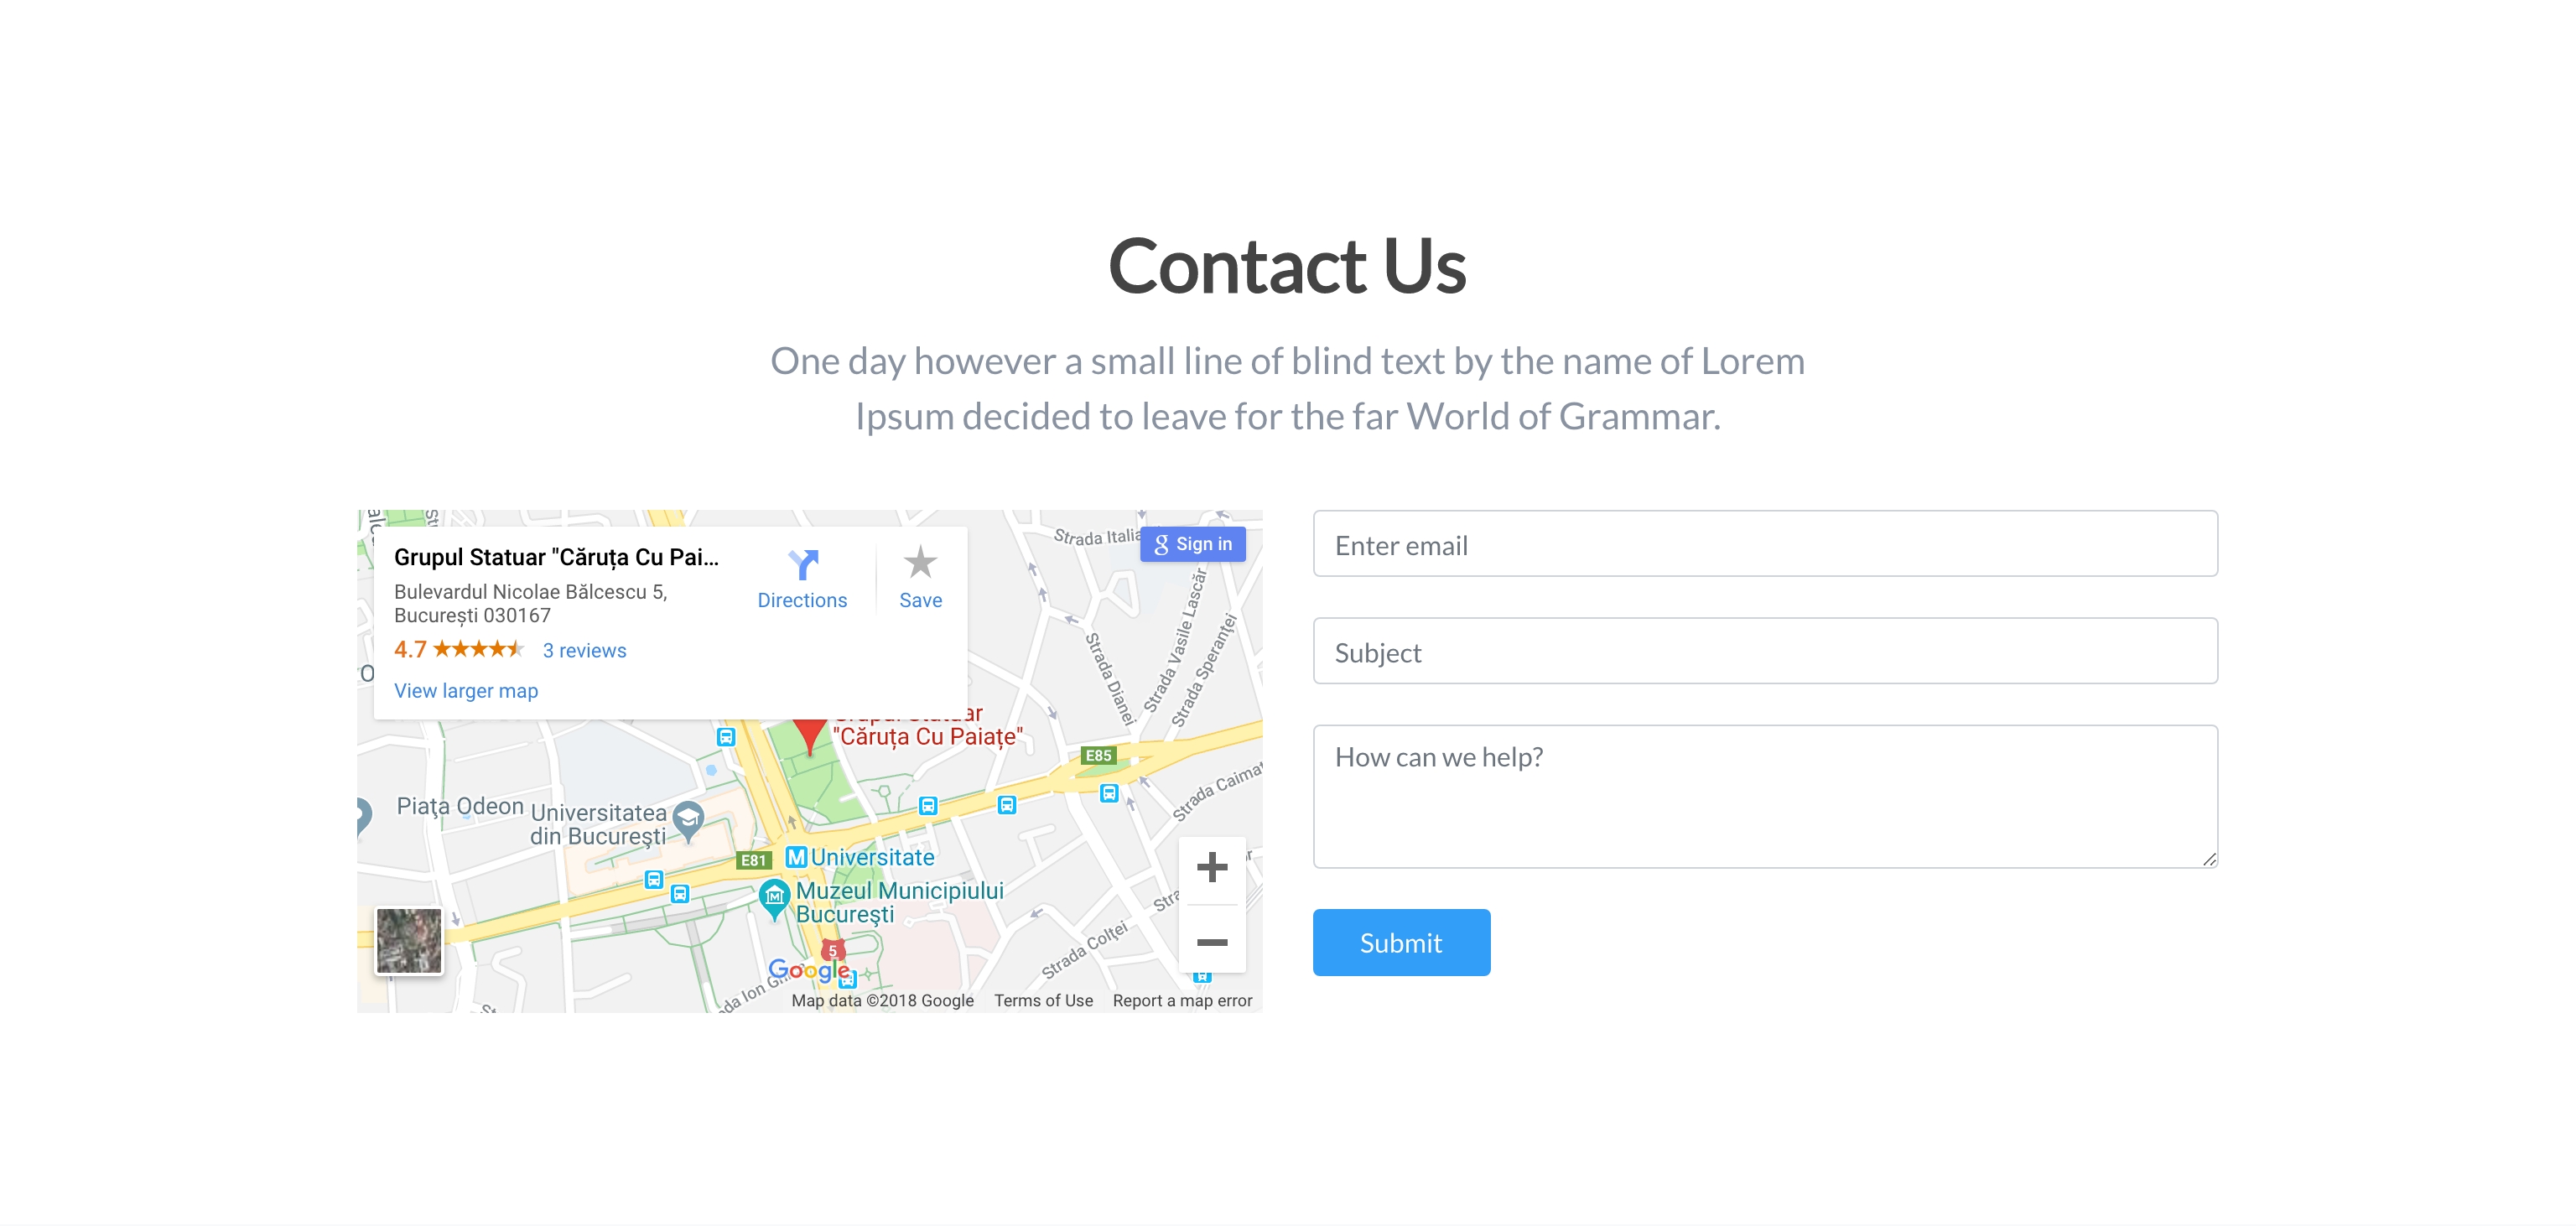 Contact Us
One day however a small line of blind text by the name of Lorem
Ipsum decided to leave for the far World of Grammar.
Grupul Statuar "Căruța Cu Pai...
Bulevardul Nicolae Bălcescu 5,
București 030167
4.7
3 reviews
View larger map
Directions
Save
Sign in
Strada Italia
Strada Vasile Lascăr
Strada Speranței
Strada Dianei
"Căruța Cu Paiațe"
E85
Piața Odeon
Universitatea
din București
E81
M Universitate
Muzeul Municipiului
București
Strada Colței
5
Google
Map data ©2018 Google
Terms of Use
Report a map error
Enter email
Subject
How can we help?
Submit